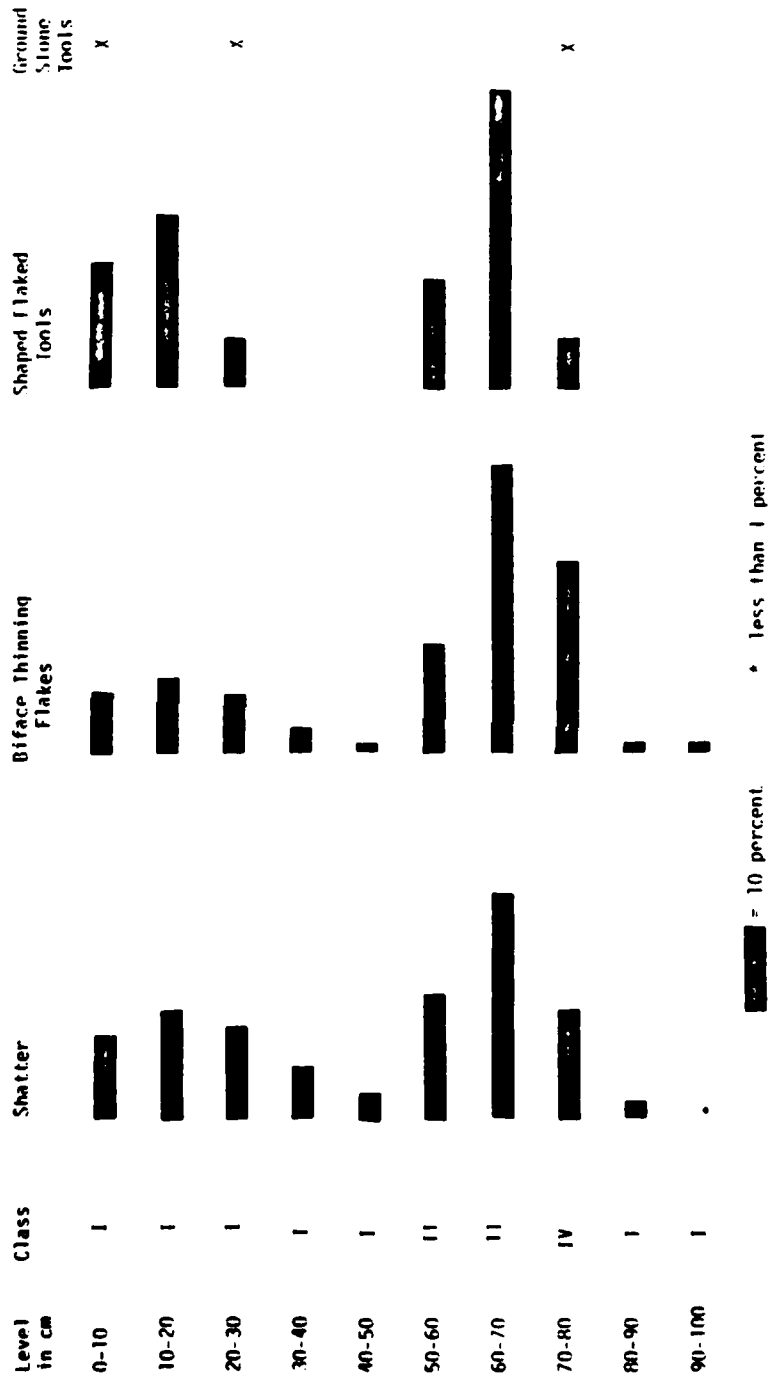 Level in cm Class Shatter Biface Thinning Flakes Shaped Flaked Tools Ground Stone Tools
0-10 I X
10-20 I
20-30 I X
30-40 I
40-50 I
50-60 II
60-70 II
70-80 IV X
80-90 I
90-100 I
= 10 percent * less than 1 percent